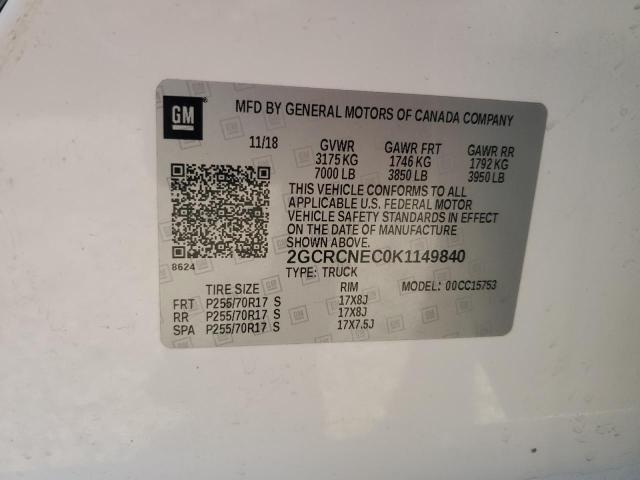 GM
MFD BY GENERAL MOTORS OF CANADA COMPANY
11/18 GVWR GAWR FRT GAWR RR
3175 KG 1746 KG 1792 KG
7000 LB 3850 LB 3950 LB
THIS VEHICLE CONFORMS TO ALL
APPLICABLE U.S. FEDERAL MOTOR
VEHICLE SAFETY STANDARDS IN EFFECT
ON THE DATE OF MANUFACTURE
SHOWN ABOVE.
8624
2GCRCNEC0K1149840
TYPE: TRUCK
TIRE SIZE RIM MODEL: 00CC15753
FRT P255/70R17 S 17X8J
RR P255/70R17 S 17X8J
SPA P255/70R17 S 17X7.5J